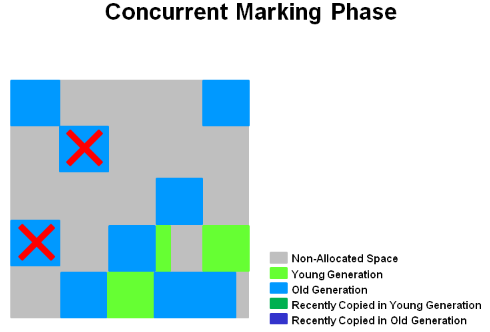 Concurrent Marking Phase
Non-Allocated Space
Young Generation
Old Generation
Recently Copied in Young Generation
Recently Copied in Old Generation